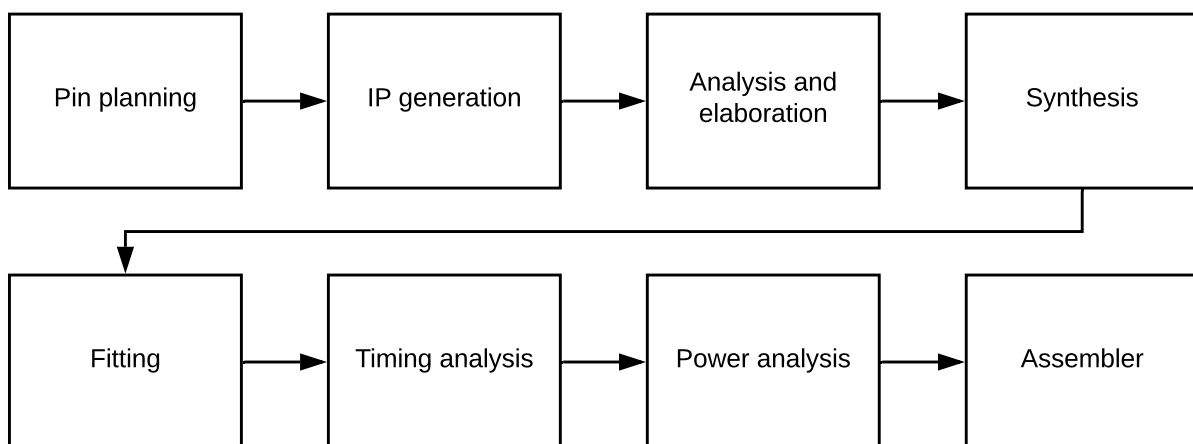 Pin planning
IP generation
Analysis and
elaboration
Synthesis
Fitting
Timing analysis
Power analysis
Assembler